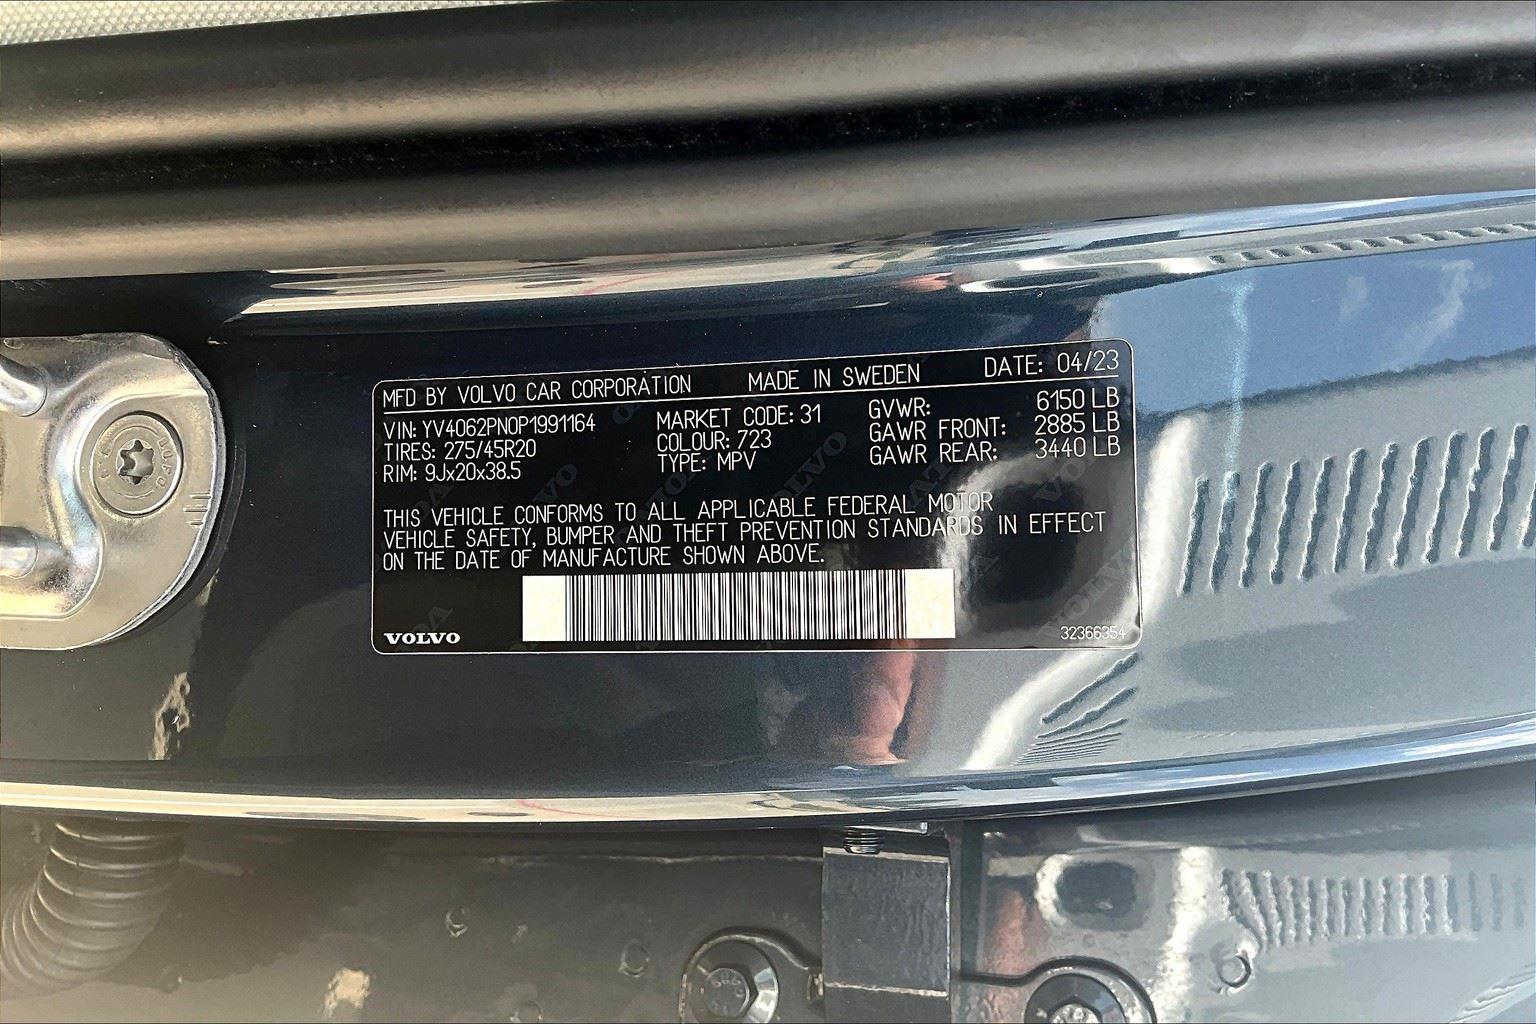 MFD BY VOLVO CAR CORPORATION MADE IN SWEDEN DATE: 04/23
VIN: YV4062PN0P1991164 MARKET CODE: 31 GVWR: 6150 LB
TIRES: 275/45R20 COLOUR: 723 GAWR FRONT: 2885 LB
RIM: 9Jx20x38.5 TYPE: MPV GAWR REAR: 3440 LB
THIS VEHICLE CONFORMS TO ALL APPLICABLE FEDERAL MOTOR
VEHICLE SAFETY, BUMPER AND THEFT PREVENTION STANDARDS IN EFFECT
ON THE DATE OF MANUFACTURE SHOWN ABOVE.
VOLVO
32366354